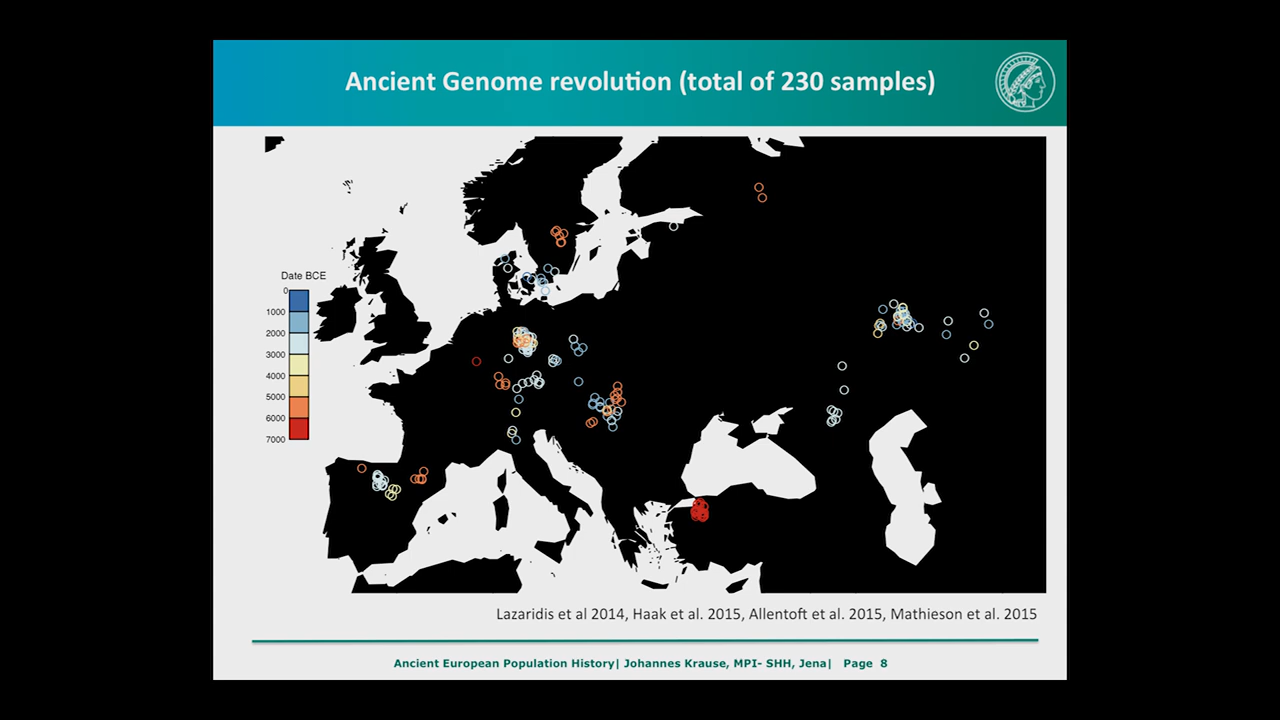 Ancient Genome revolution (total of 230 samples)
Date BCE
0
1000
2000
3000
4000
5000
6000
7000
Lazaridis et al 2014, Haak et al. 2015, Allentoft et al. 2015, Mathieson et al. 2015
Ancient European Population History| Johannes Krause, MPI- SHH, Jena| Page 8